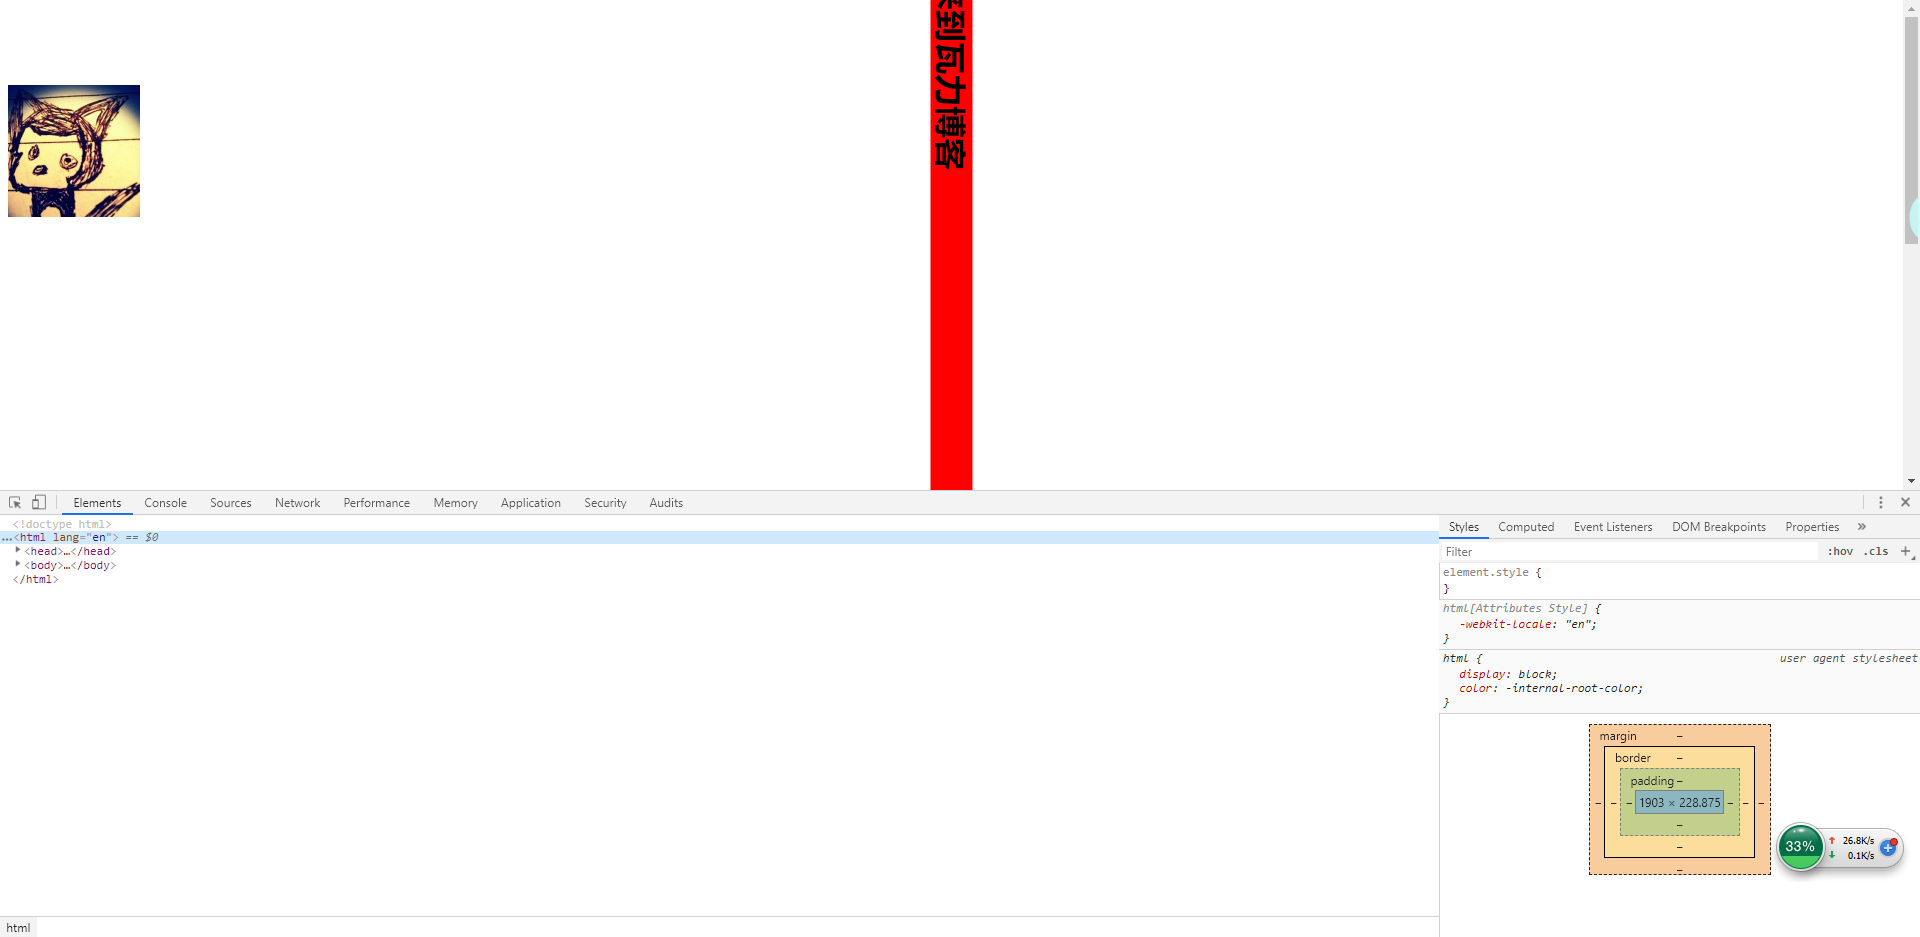 到瓦力博客
Elements Console Sources Network Performance Memory Application Security Audits
<!doctype html>
…<html lang="en"> == $0
<head>…</head>
<body>…</body>
</html>
html
Styles Computed Event Listeners DOM Breakpoints Properties »
Filter :hov .cls +
element.style {
}
html[Attributes Style] {
-webkit-locale: "en";
}
html { user agent stylesheet
display: block;
color: -internal-root-color;
}
margin –
border –
padding –
– – – 1903 × 228.875 – – –
–
–
–
33% 26.8K/s
0.1K/s